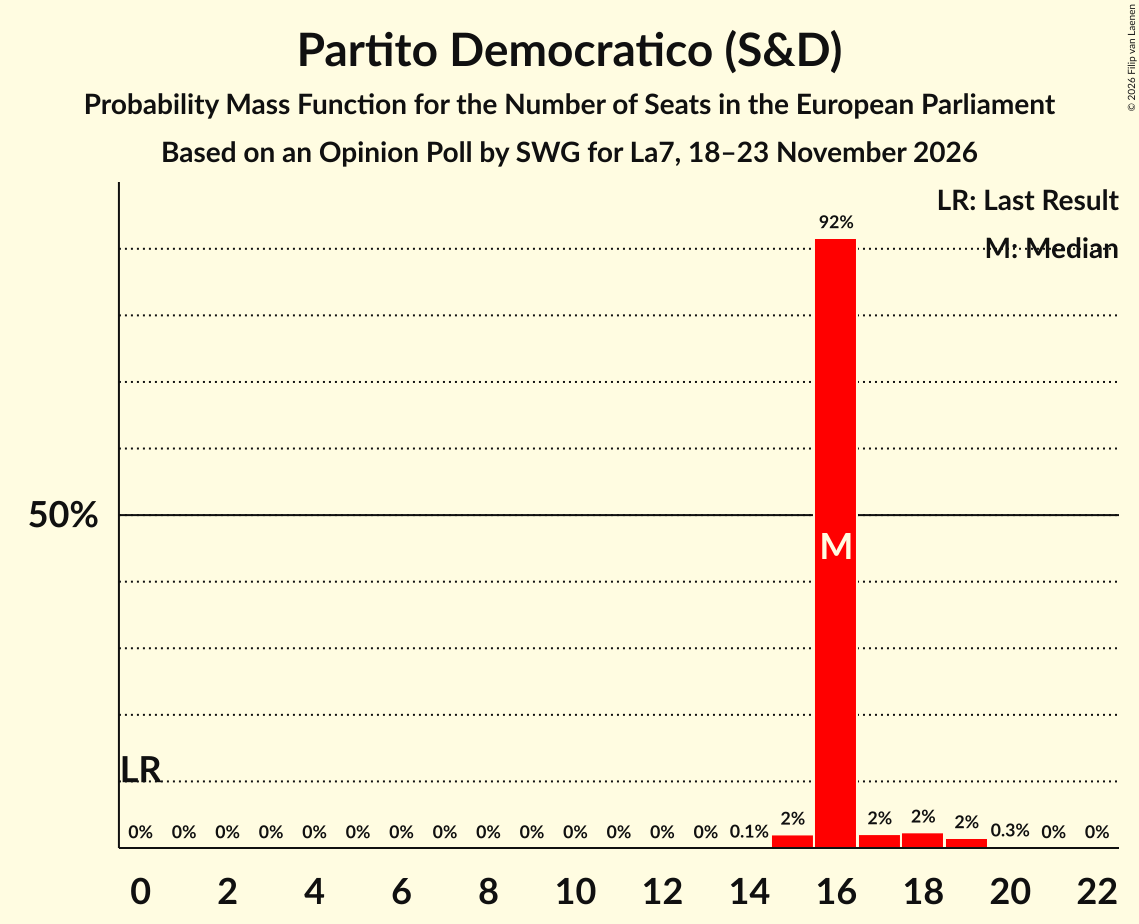 Partito Democratico (S&D)
Probability Mass Function for the Number of Seats in the European Parliament
Based on an Opinion Poll by SWG for La7, 18–23 November 2026
© 2026 Filip van Laenen
LR: Last Result
M: Median
92%
50%
M
LR
0% 0% 0% 0% 0% 0% 0% 0% 0% 0% 0% 0% 0% 0% 0.1% 2% 2% 2% 2% 0.3% 0% 0%
0 2 4 6 8 10 12 14 16 18 20 22